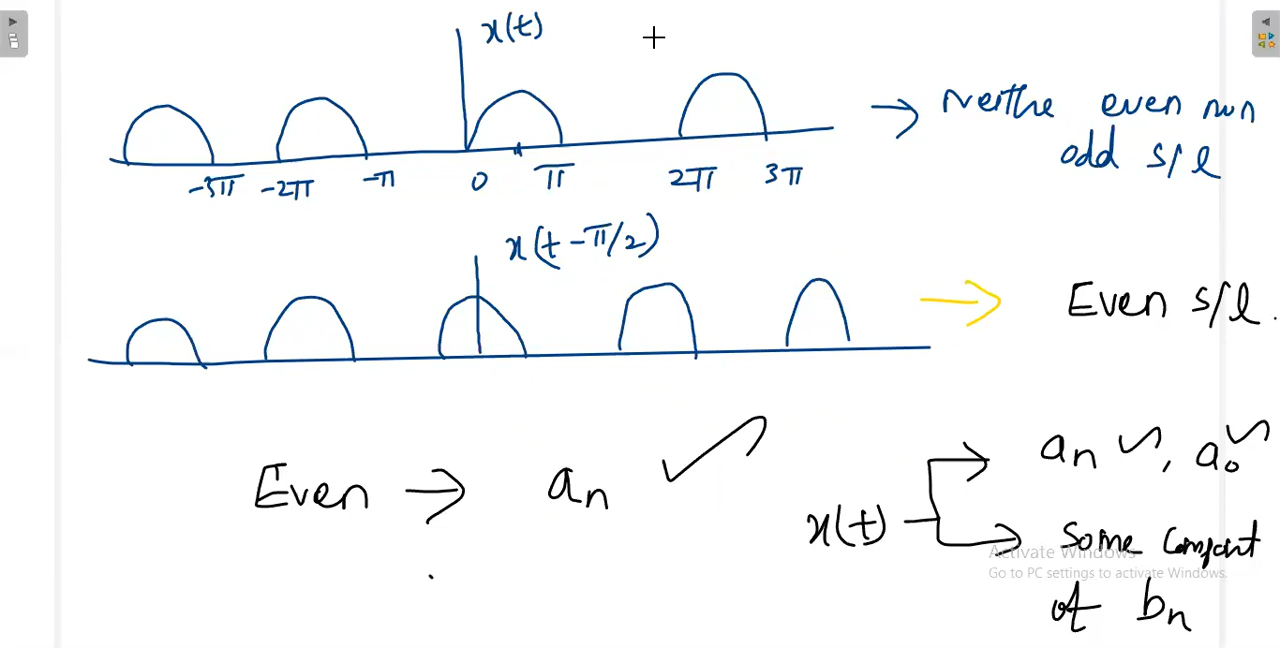 x(t)
→ Neithe even nun
odd s/l
-3π -2π -π 0 π 2π 3π
x(t - π/2)
→ Even s/l.
Even → an ✓
x(t) → an ✓, a0 ✓
→ Some compont
of bn
Activate Windows
Go to PC settings to activate Windows.